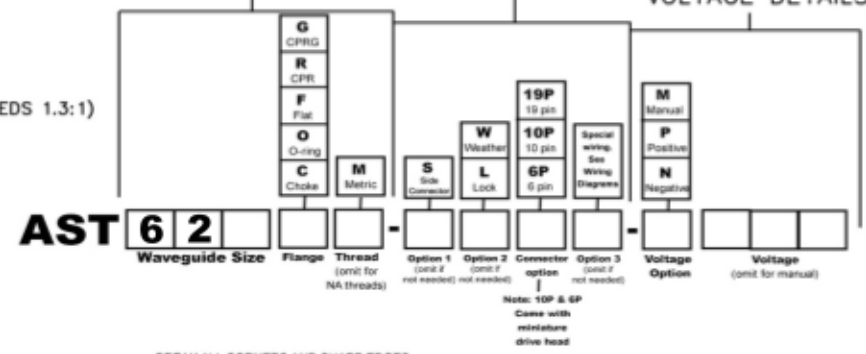 VOLTAGE DETAILS
EDS 1.3:1)
G
CPRG
R
CPR
F
Flat
O
O-ring
C
Choke
M
Metric
S
Side
Connector
W
Weather
L
Lock
19P
19 pin
10P
10 pin
6P
6 pin
Special
wiring.
See
Wiring
Diagrams
M
Manual
P
Positive
N
Negative
AST 6 2 - -
Waveguide Size
Flange
Thread
(omit for
NA threads)
Option 1
(omit if
not needed)
Option 2
(omit if
not needed)
Connector
option
Note: 10P & 6P
Come with
miniature
drive head
Option 3
(omit if
not needed)
Voltage
Option
Voltage
(omit for manual)